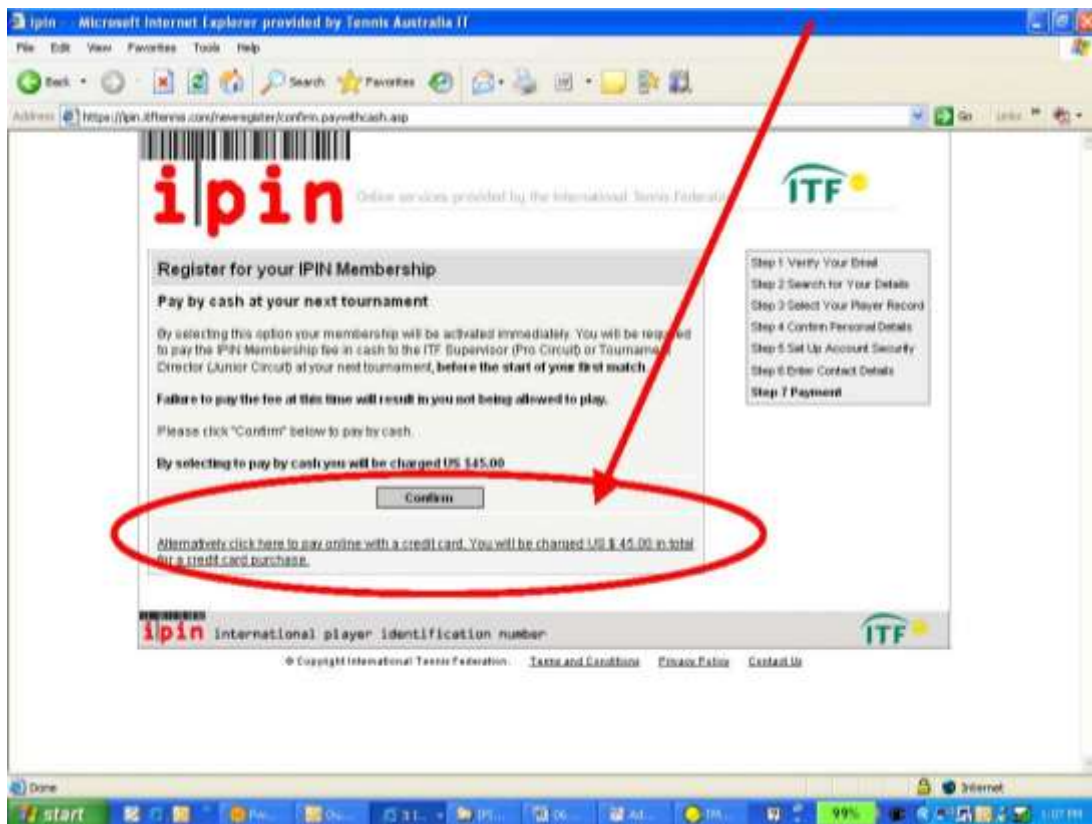 ipin - Microsoft Internet Explorer provided by Tennis Australia IT
File Edit View Favorites Tools Help
Back Search Favorites
Address https://ipin.itftennis.com/newregister/confirm.paywithcash.asp Go Links
ipin
Online services provided by the International Tennis Federation
ITF
Register for your IPIN Membership
Pay by cash at your next tournament
By selecting this option your membership will be activated immediately. You will be required
to pay the IPIN Membership fee in cash to the ITF Supervisor (Pro Circuit) or Tournament
Director (Junior Circuit) at your next tournament, before the start of your first match.
Failure to pay the fee at this time will result in you not being allowed to play.
Please click "Confirm" below to pay by cash.
By selecting to pay by cash you will be charged US $45.00
Confirm
Alternatively click here to pay online with a credit card. You will be charged US $ 45.00 in total
for a credit card purchase.
Step 1 Verify Your Email
Step 2 Search for Your Details
Step 3 Select Your Player Record
Step 4 Confirm Personal Details
Step 5 Set Up Account Security
Step 6 Enter Contact Details
Step 7 Payment
ipin international player identification number
ITF
© Copyright International Tennis Federation. Terms and Conditions Privacy Policy Contact Us
Done Internet
start 99% 1:07 PM